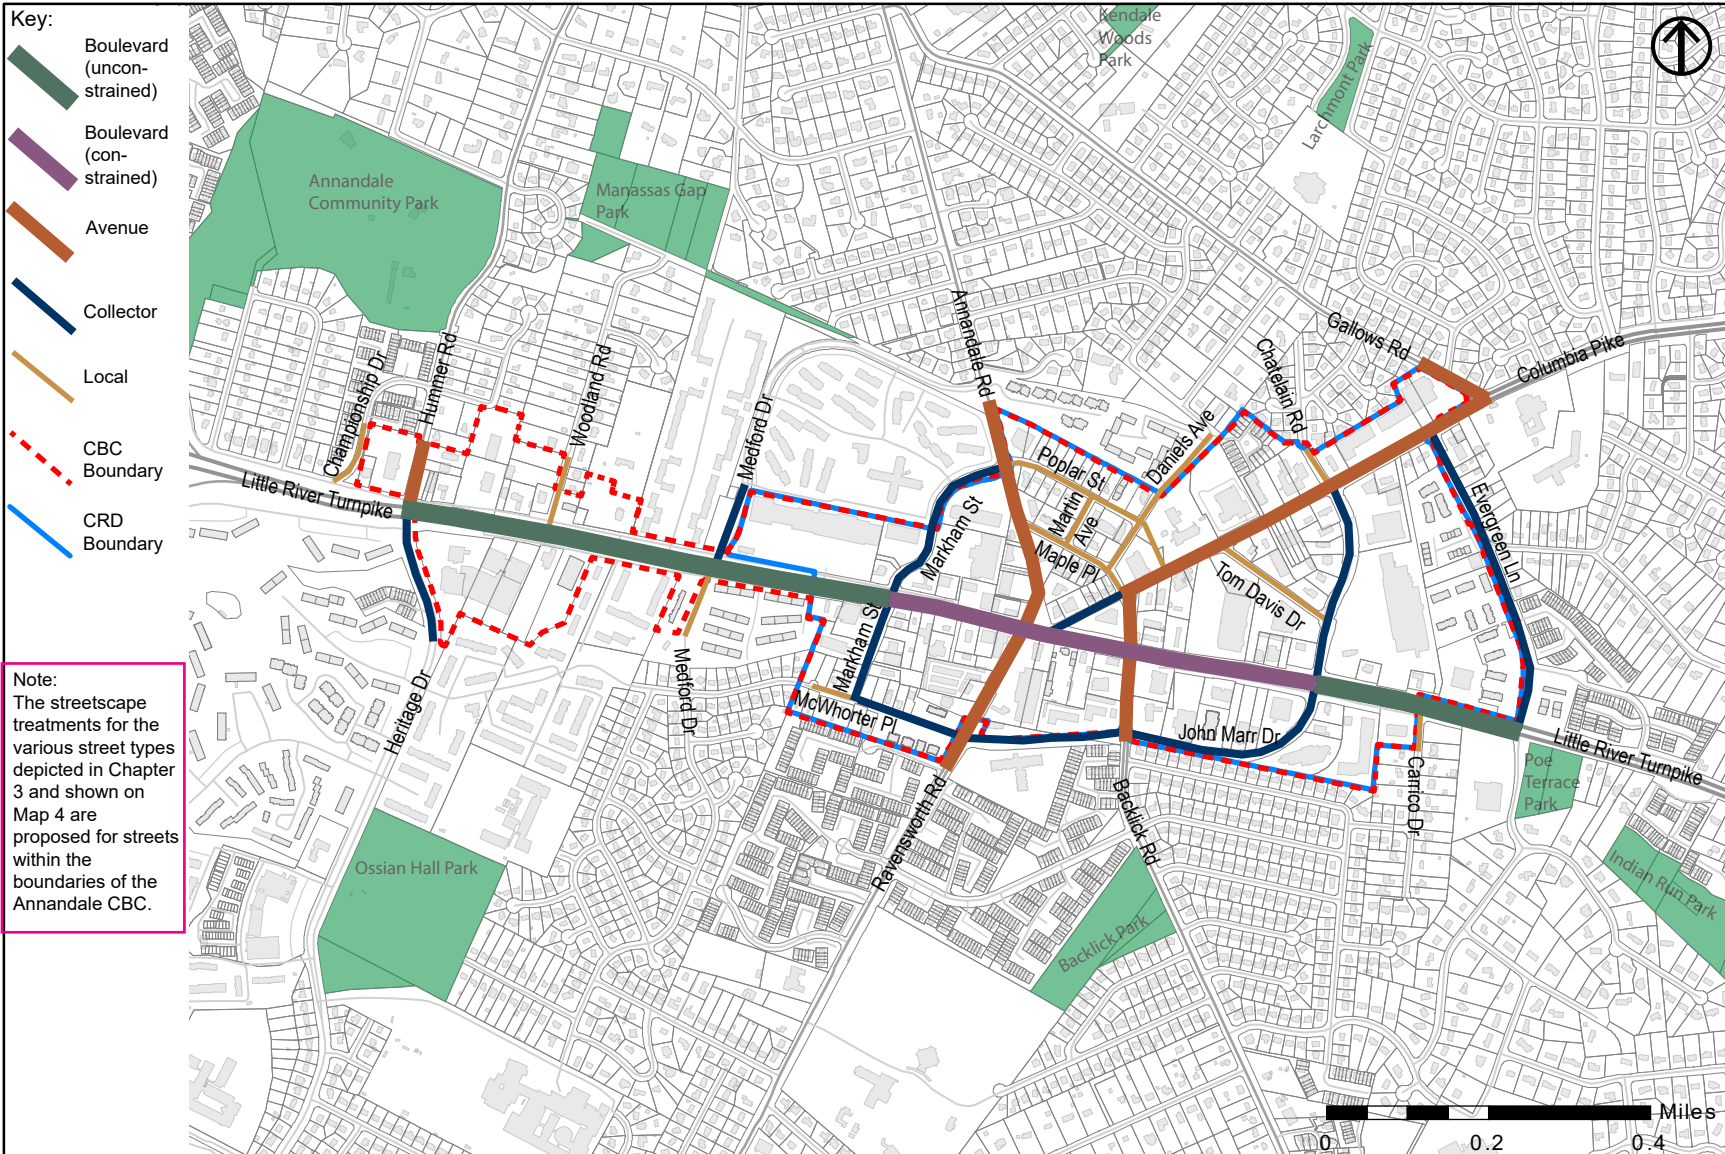 Key:
Boulevard
(uncon-
strained)
Boulevard
(con-
strained)
Avenue
Collector
Local
CBC
Boundary
CRD
Boundary
Note:
The streetscape
treatments for the
various street types
depicted in Chapter
3 and shown on
Map 4 are
proposed for streets
within the
boundaries of the
Annandale CBC.
Kendale
Woods
Park
Larchmont Park
Annandale
Community Park
Manassas Gap
Park
Annandale Rd
Gallows Rd
Columbia Pike
Chatelain Rd
Championship Dr
Hummer Rd
Woodland Rd
Medford Dr
Daniels Ave
Poplar St
Martin
Ave
Maple Pl
Markham St
Little River Turnpike
Evergreen Ln
Tom Davis Dr
Markham St
Medford Dr
McWhorter Pl
Heritage Dr
John Marr Dr
Little River Turnpike
Carrico Dr
Poe
Terrace
Park
Ravensworth Rd
Backlick Rd
Ossian Hall Park
Backlick Park
Indian Run Park
Miles
0 0.2 0.4